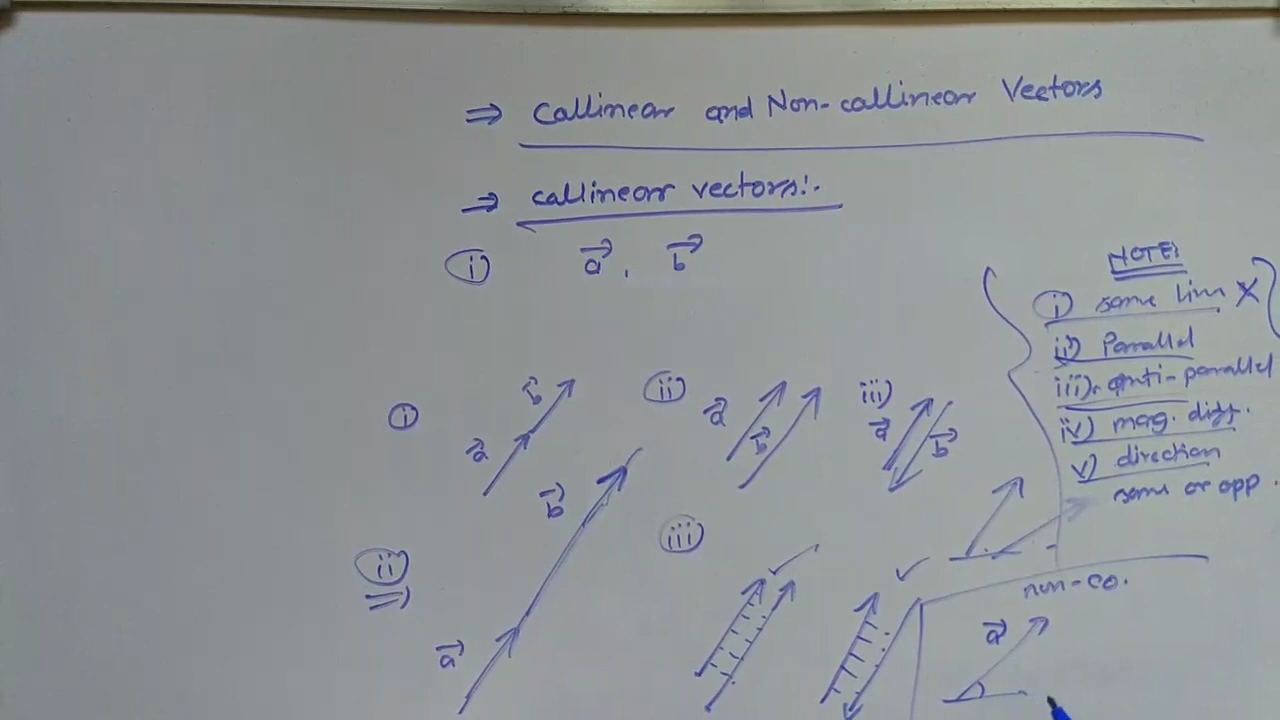 ⇒ Callinear and Non-callinear Vectors
⇒ callinear vectors:-
i) a⃗ , b⃗
NOTE:
i) same line X
ii) Parallel
iii) anti-parallel
iv) mag. diff.
v) direction
same or opp.
i) a⃗ b⃗
ii) a⃗ b⃗
iii) a⃗ b⃗
ii) a⃗ b⃗
iii)
non-co.
a⃗